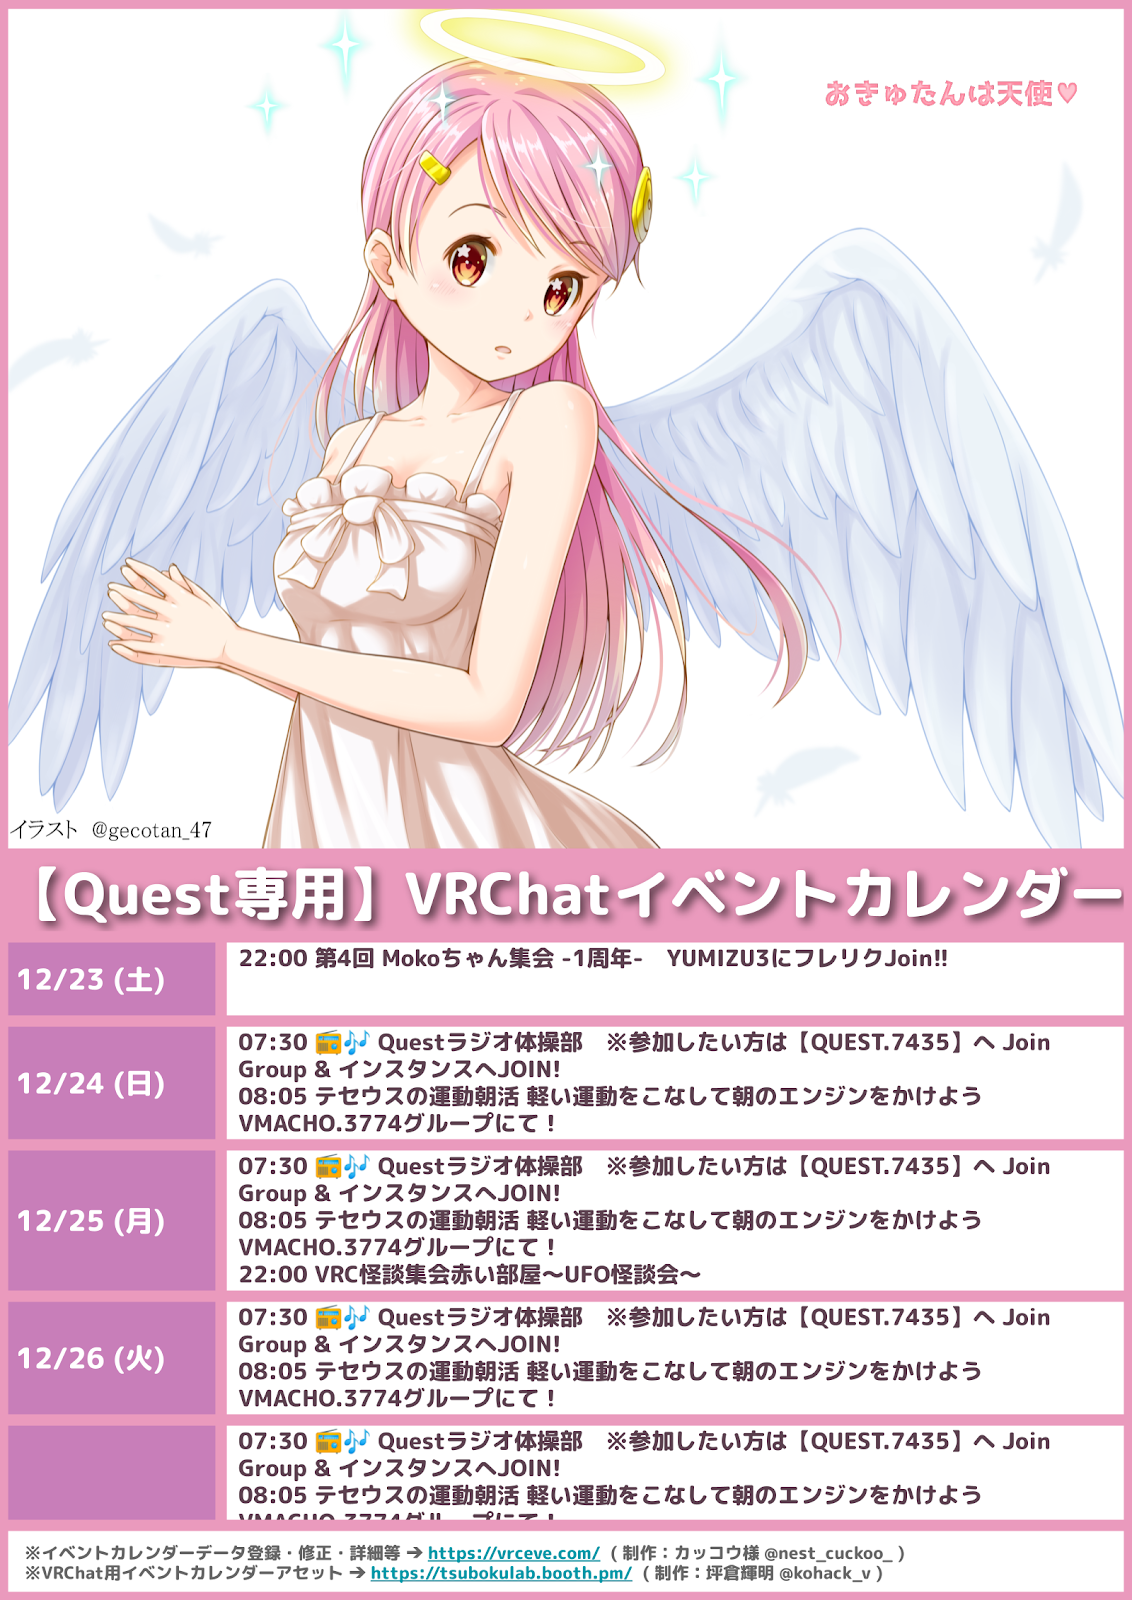 おきゅたんは天使♥
イラスト @gecotan_47
【Quest専用】VRChatイベントカレンダー
12/23 (土)
22:00 第4回 Mokoちゃん集会 -1周年-　YUMIZU3にフレリクJoin!!
12/24 (日)
07:30 📻🎶 Questラジオ体操部　※参加したい方は【QUEST.7435】へ Join
Group & インスタンスへJOIN!
08:05 テセウスの運動朝活 軽い運動をこなして朝のエンジンをかけよう
VMACHO.3774グループにて！
12/25 (月)
07:30 📻🎶 Questラジオ体操部　※参加したい方は【QUEST.7435】へ Join
Group & インスタンスへJOIN!
08:05 テセウスの運動朝活 軽い運動をこなして朝のエンジンをかけよう
VMACHO.3774グループにて！
22:00 VRC怪談集会赤い部屋～UFO怪談会～
12/26 (火)
07:30 📻🎶 Questラジオ体操部　※参加したい方は【QUEST.7435】へ Join
Group & インスタンスへJOIN!
08:05 テセウスの運動朝活 軽い運動をこなして朝のエンジンをかけよう
VMACHO.3774グループにて！
07:30 📻🎶 Questラジオ体操部　※参加したい方は【QUEST.7435】へ Join
Group & インスタンスへJOIN!
08:05 テセウスの運動朝活 軽い運動をこなして朝のエンジンをかけよう
※イベントカレンダーデータ登録・修正・詳細等 ➔ https://vrceve.com/ （制作：カッコウ様 @nest_cuckoo_）
※VRChat用イベントカレンダーアセット ➔ https://tsubokulab.booth.pm/ （制作：坪倉輝明 @kohack_v）